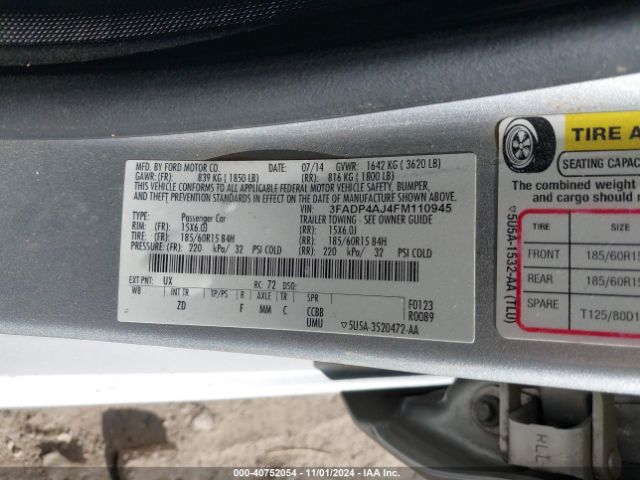 MFD. BY FORD MOTOR CO.
DATE: 07/14 GVWR: 1642 KG ( 3620 LB)
GAWR: (FR): 839 KG ( 1850 LB) (RR): 816 KG ( 1800 LB)
THIS VEHICLE CONFORMS TO ALL APPLICABLE FEDERAL MOTOR VEHICLE SAFETY, BUMPER,
AND THEFT PREVENTION STANDARDS IN EFFECT ON THE DATE OF MANUFACTURE SHOWN ABOVE.
VIN: 3FADP4AJ4FM110945
TYPE: Passenger Car TRAILER TOWING - SEE OWNER GUIDE
RIM: (FR): 15X6.0J (RR): 15X6.0J
TIRE: (FR): 185/60R15 84H (RR): 185/60R15 84H
PRESSURE: (FR): 220 kPa/ 32 PSI COLD (RR): 220 kPa/ 32 PSI COLD
EXT PNT: UX RC: 72 DSO:
WB INT TR TP/PS R AXLE TR SPR
ZD F MM C CCBB
UMU
F0123
R0089
▽5U5A-3520472-AA
TIRE A
SEATING CAPAC
The combined weight
and cargo should n
TIRE SIZE
FRONT 185/60R15
REAR 185/60R15
SPARE T125/80D1
▽5U5A-1532-AA (TLU)
000-40752054 - 11/01/2024 - IAA Inc.